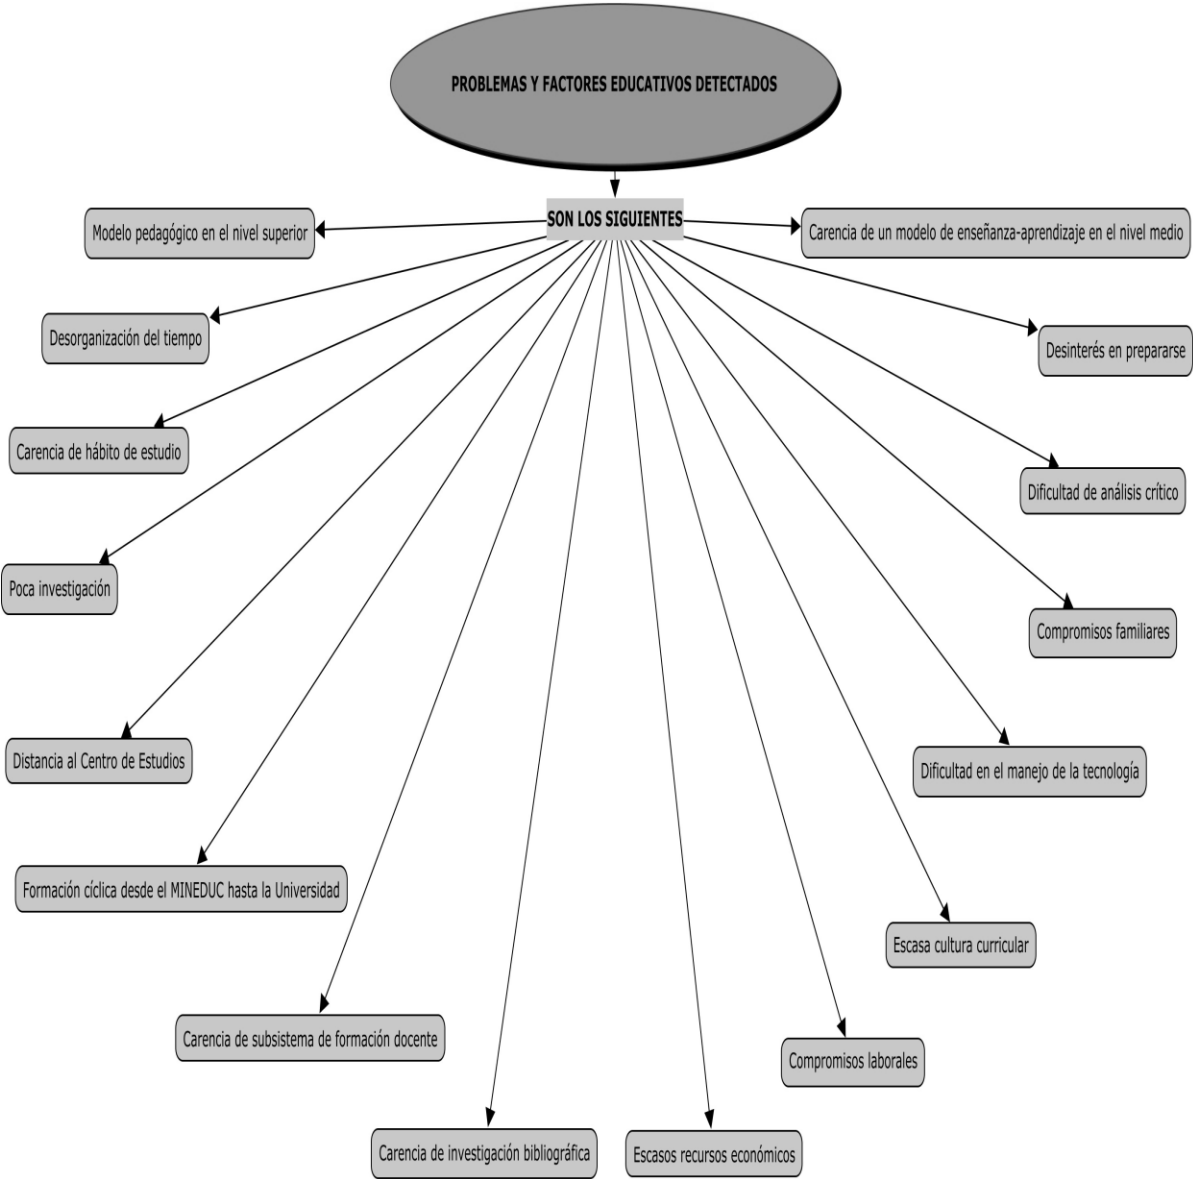 PROBLEMAS Y FACTORES EDUCATIVOS DETECTADOS
SON LOS SIGUIENTES
Modelo pedagógico en el nivel superior
Carencia de un modelo de enseñanza-aprendizaje en el nivel medio
Desorganización del tiempo
Desinterés en prepararse
Carencia de hábito de estudio
Dificultad de análisis crítico
Poca investigación
Compromisos familiares
Distancia al Centro de Estudios
Dificultad en el manejo de la tecnología
Formación cíclica desde el MINEDUC hasta la Universidad
Escasa cultura curricular
Carencia de subsistema de formación docente
Compromisos laborales
Carencia de investigación bibliográfica
Escasos recursos económicos